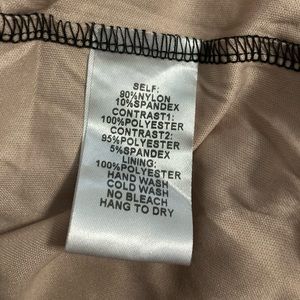 SELF:
90%NYLON
10%SPANDEX
CONTRAST1:
100%POLYESTER
CONTRAST2:
95%POLYESTER
5%SPANDEX
LINING:
100%POLYESTER
HAND WASH
COLD WASH
NO BLEACH
HANG TO DRY